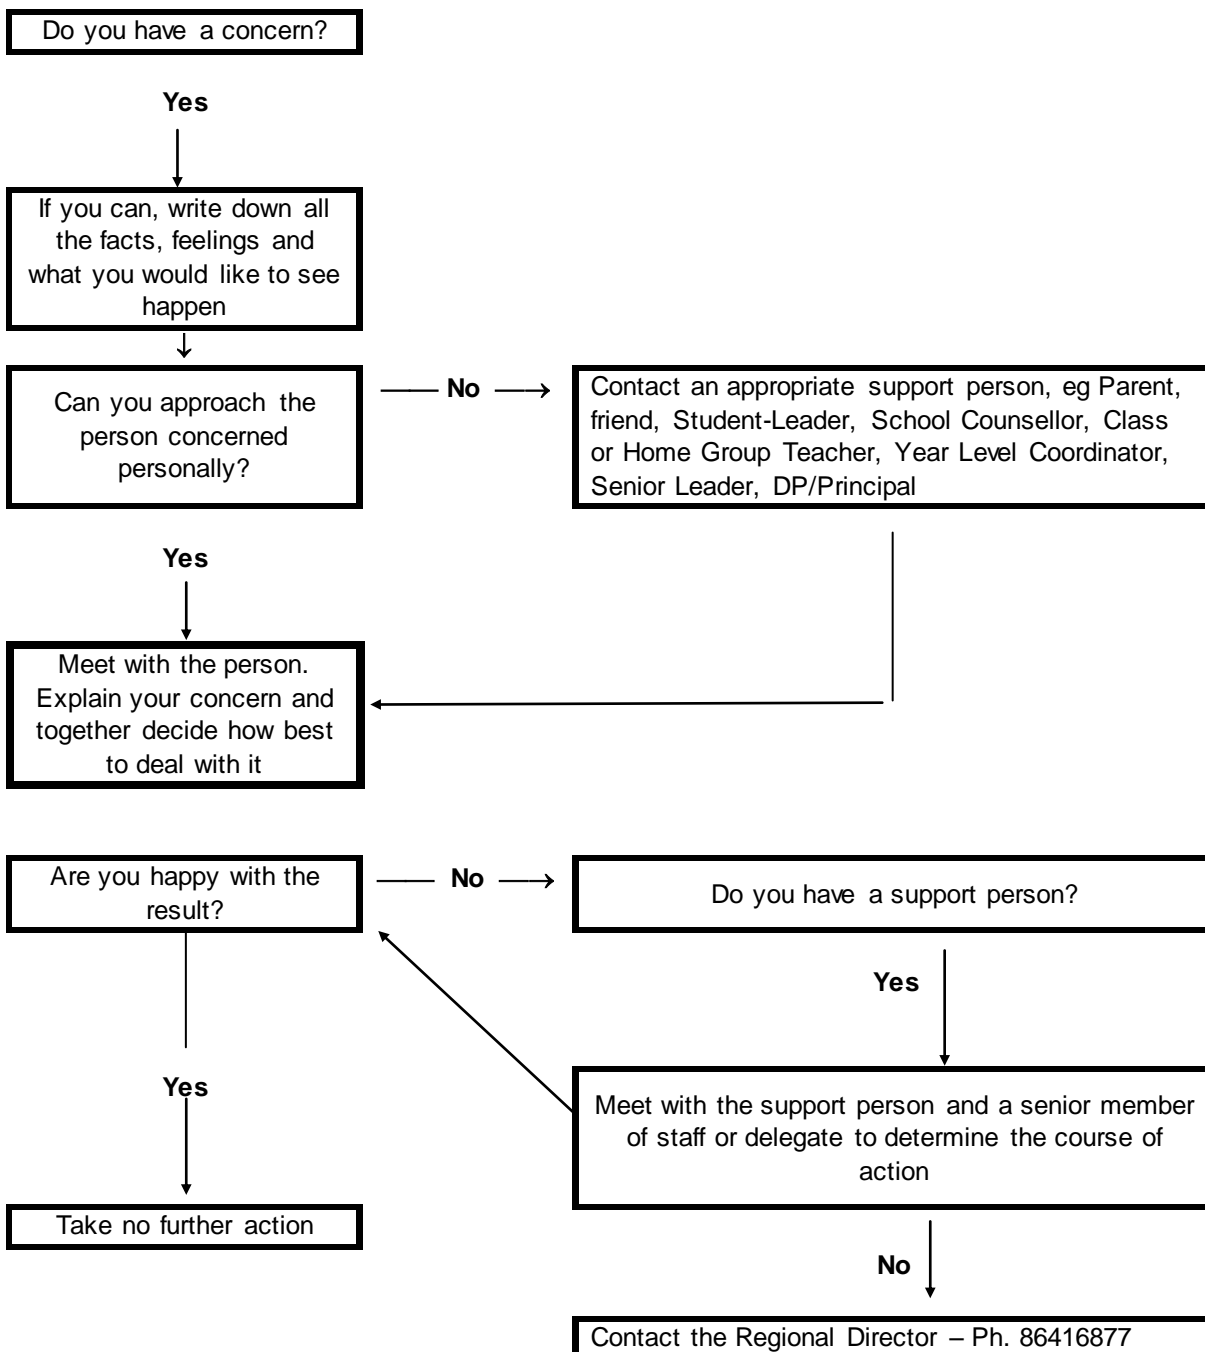 Do you have a concern?
Yes
If you can, write down all
the facts, feelings and
what you would like to see
happen
Can you approach the
person concerned
personally?
No
Contact an appropriate support person, eg Parent,
friend, Student-Leader, School Counsellor, Class
or Home Group Teacher, Year Level Coordinator,
Senior Leader, DP/Principal
Yes
Meet with the person.
Explain your concern and
together decide how best
to deal with it
Are you happy with the
result?
No
Do you have a support person?
Yes
Meet with the support person and a senior member
of staff or delegate to determine the course of
action
Yes
Take no further action
No
Contact the Regional Director – Ph. 86416877